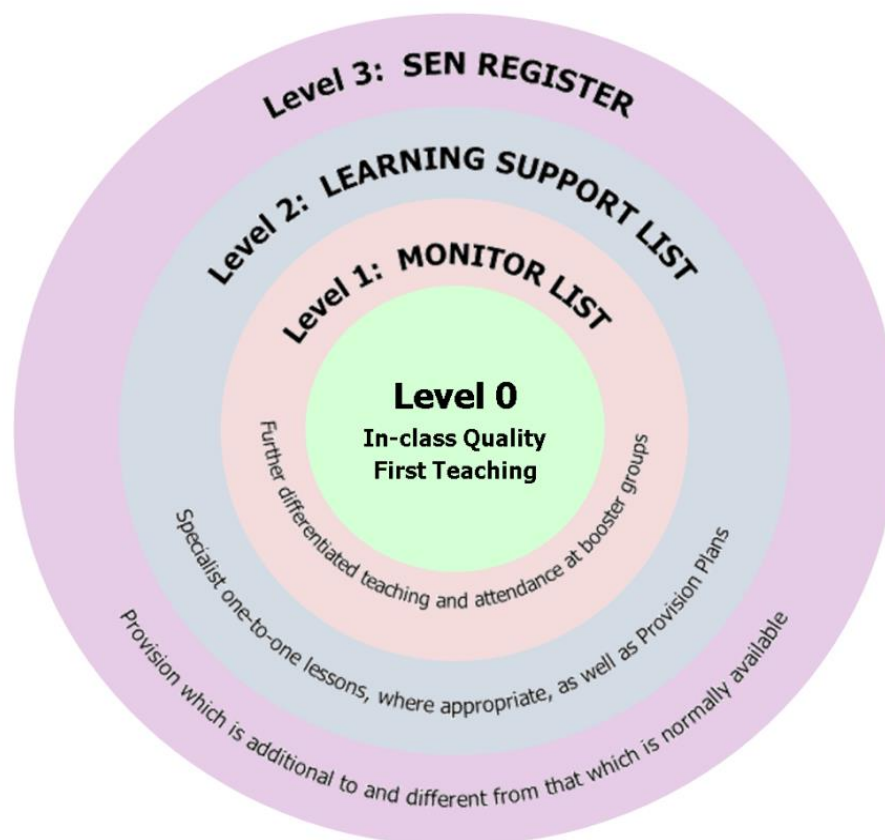 Level 3: SEN REGISTER
Level 2: LEARNING SUPPORT LIST
Level 1: MONITOR LIST
Level 0
In-class Quality
First Teaching
Further differentiated teaching and attendance at booster groups
Specialist one-to-one lessons, where appropriate, as well as Provision Plans
Provision which is additional to and different from that which is normally available